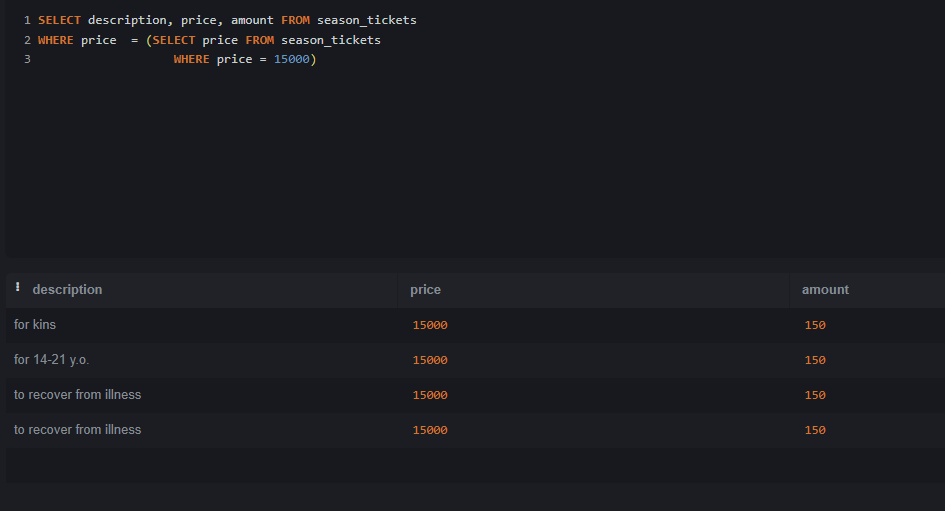 1 SELECT description, price, amount FROM season_tickets
2 WHERE price  = (SELECT price FROM season_tickets
3                    WHERE price = 15000)
⋮ description price amount
for kins 15000 150
for 14-21 y.o. 15000 150
to recover from illness 15000 150
to recover from illness 15000 150